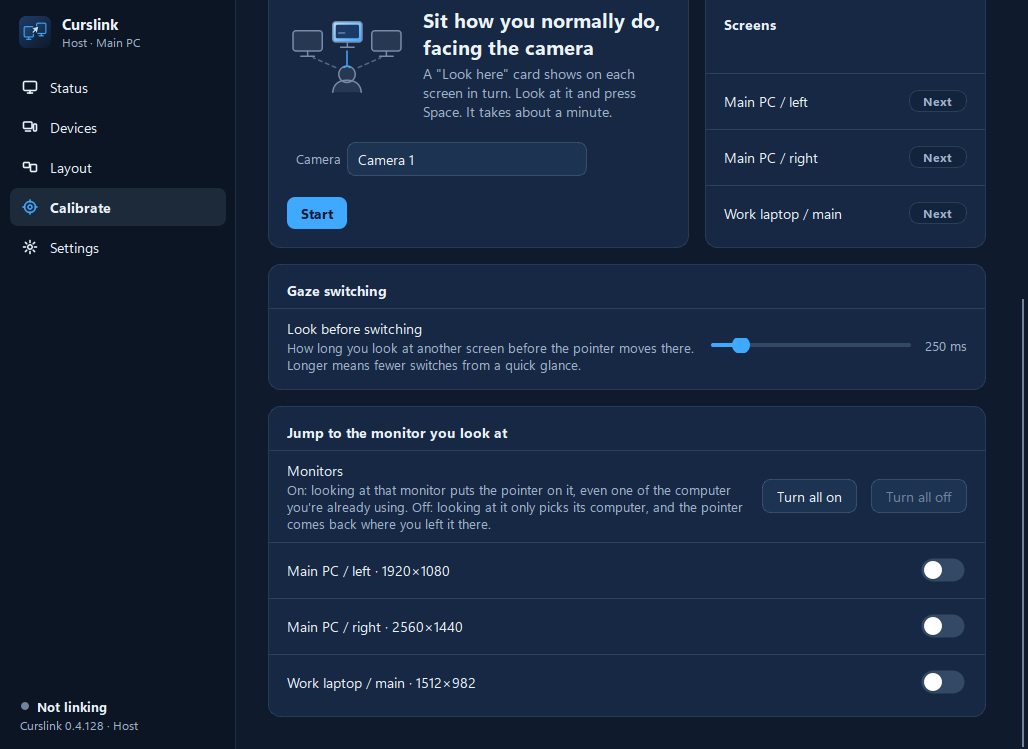 Curslink
Host · Main PC
Status
Devices
Layout
Calibrate
Settings
Not linking
Curslink 0.4.128 · Host
Sit how you normally do,
facing the camera
A "Look here" card shows on each
screen in turn. Look at it and press
Space. It takes about a minute.
Camera
Camera 1
Start
Screens
Main PC / left
Next
Main PC / right
Next
Work laptop / main
Next
Gaze switching
Look before switching
How long you look at another screen before the pointer moves there.
Longer means fewer switches from a quick glance.
250 ms
Jump to the monitor you look at
Monitors
On: looking at that monitor puts the pointer on it, even one of the computer
you're already using. Off: looking at it only picks its computer, and the pointer
comes back where you left it there.
Turn all on
Turn all off
Main PC / left · 1920×1080
Main PC / right · 2560×1440
Work laptop / main · 1512×982